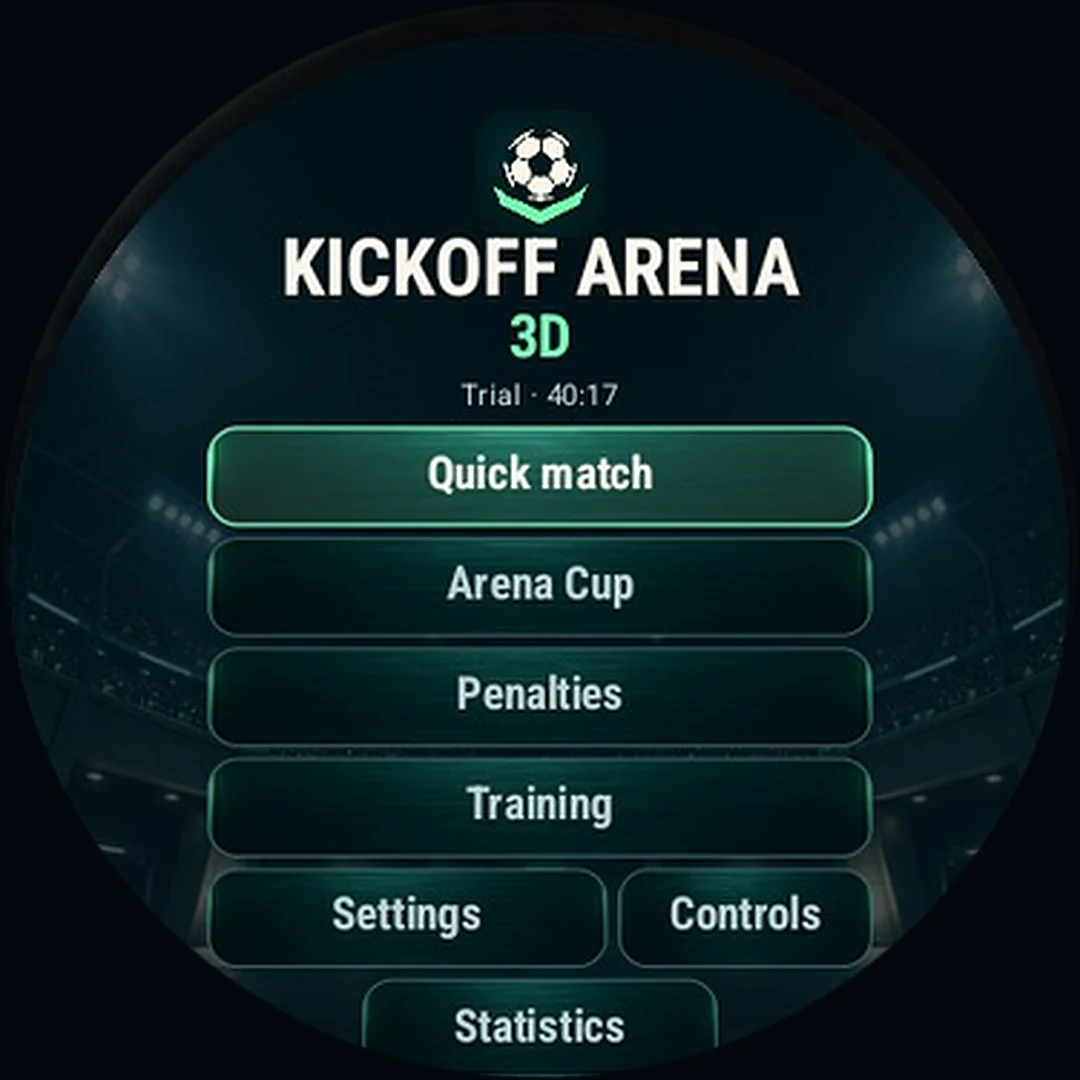 KICKOFF ARENA
3D
Trial · 40:17
Quick match
Arena Cup
Penalties
Training
Settings Controls
Statistics